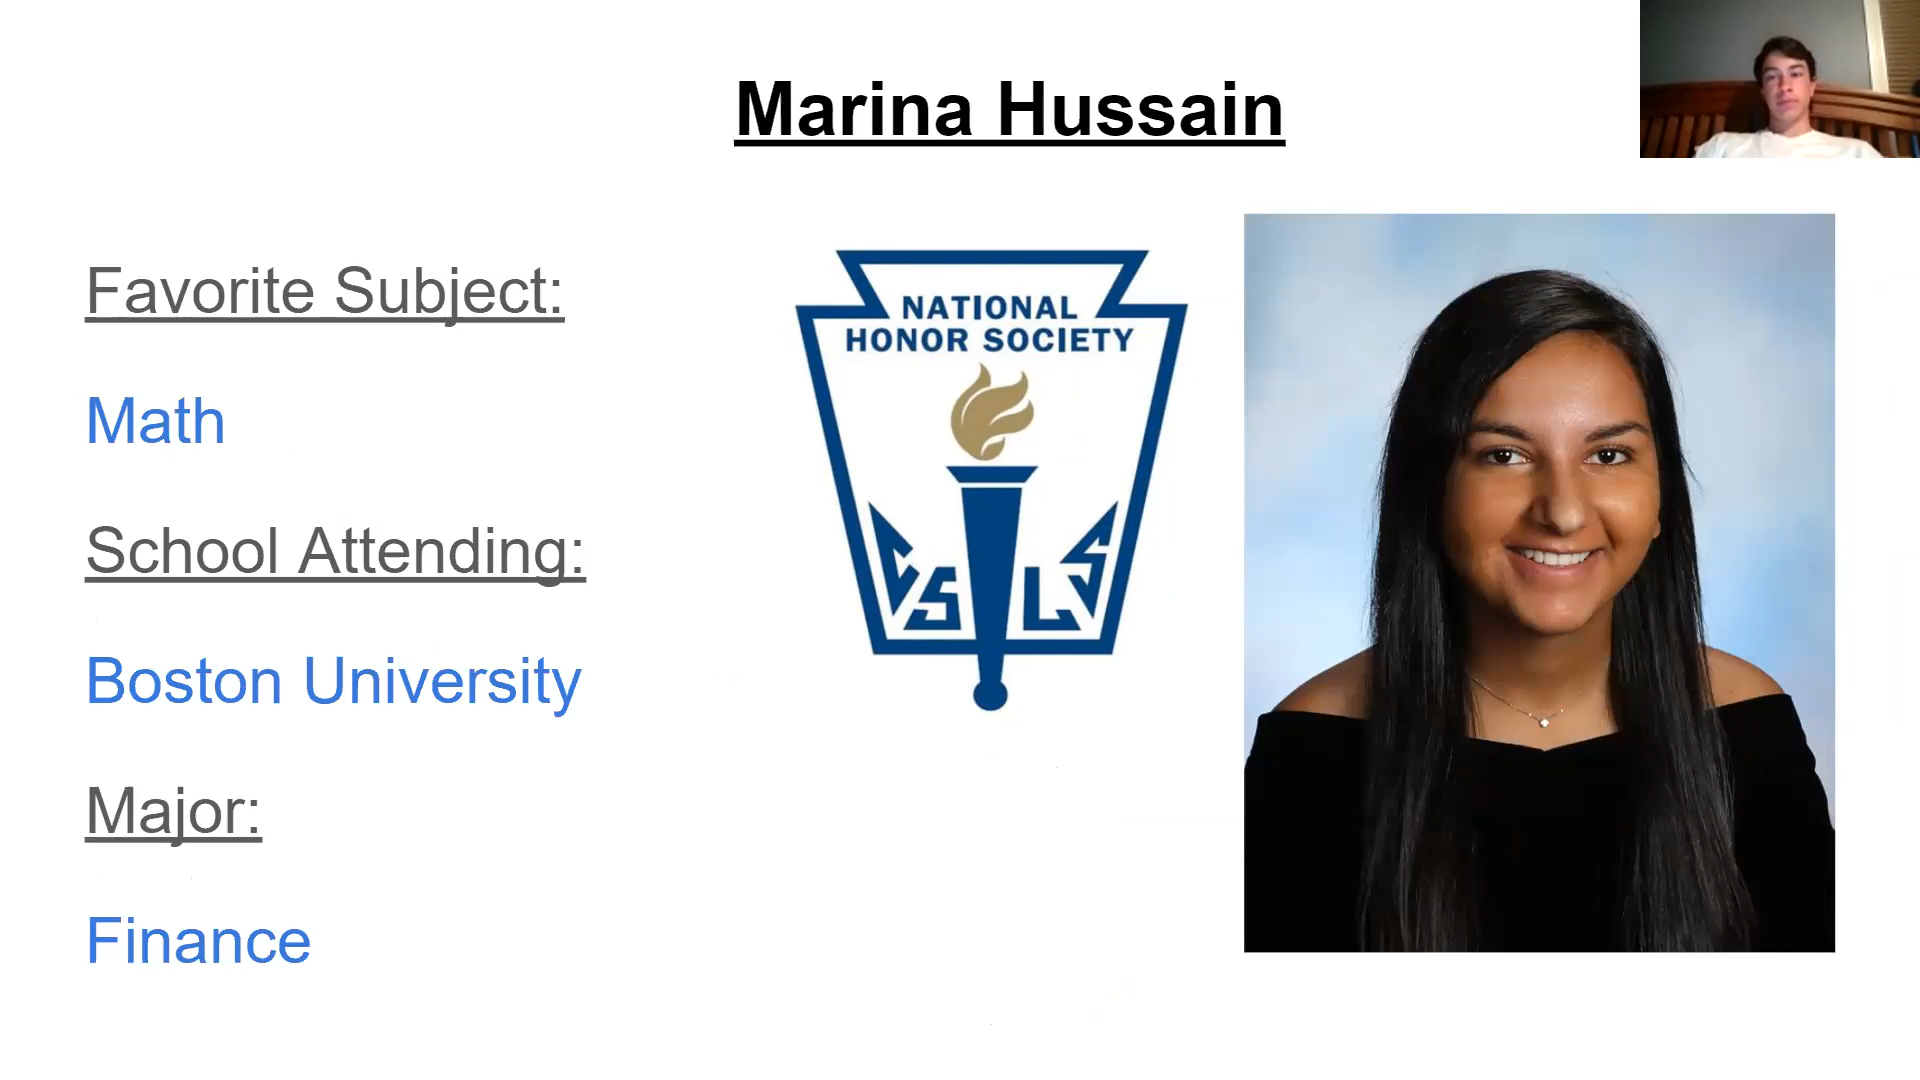 Marina Hussain
Favorite Subject:
Math
School Attending:
Boston University
Major:
Finance
NATIONAL
HONOR SOCIETY
C S L S